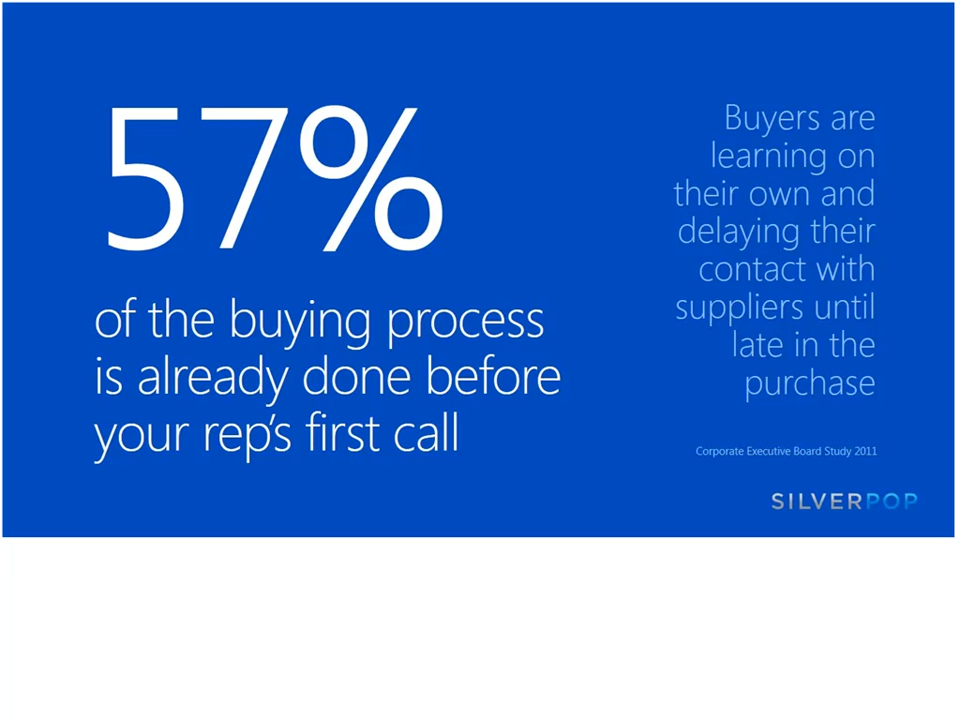 57%
of the buying process
is already done before
your rep's first call
Buyers are
learning on
their own and
delaying their
contact with
suppliers until
late in the
purchase
Corporate Executive Board Study 2011
SILVERPOP